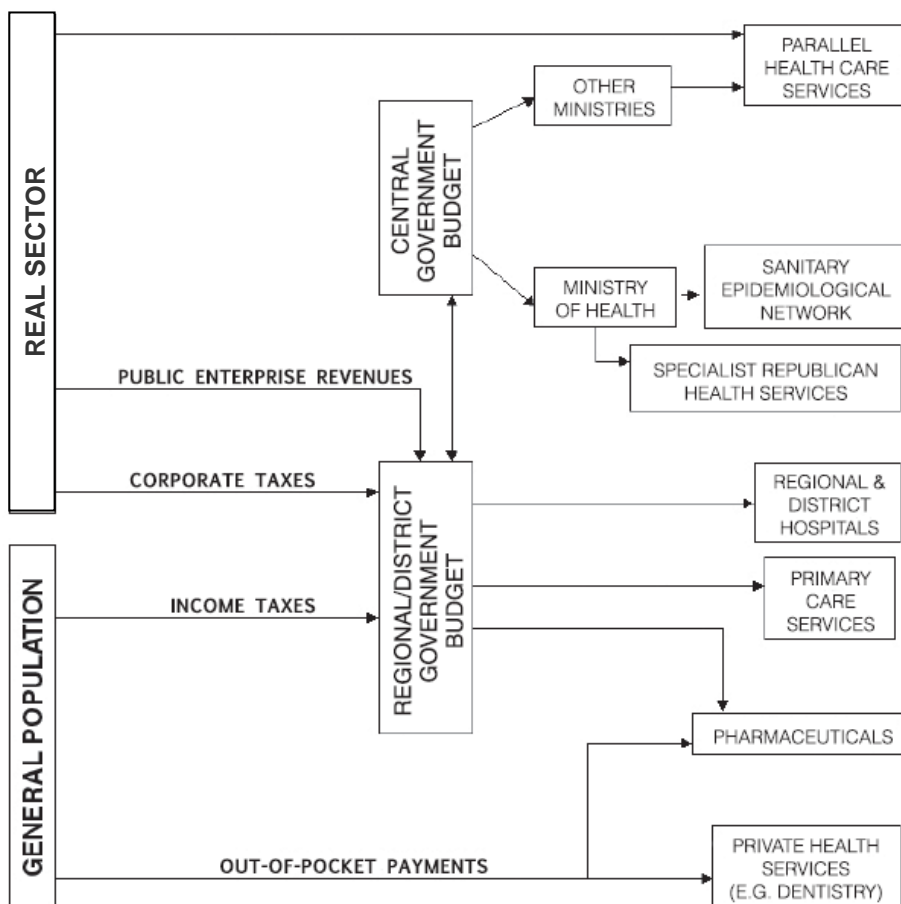 REAL SECTOR
PARALLEL
HEALTH CARE
SERVICES
OTHER
MINISTRIES
CENTRAL
GOVERNMENT
BUDGET
MINISTRY
OF HEALTH
SANITARY
EPIDEMIOLOGICAL
NETWORK
SPECIALIST REPUBLICAN
HEALTH SERVICES
PUBLIC ENTERPRISE REVENUES
CORPORATE TAXES
REGIONAL/DISTRICT
GOVERNMENT
BUDGET
REGIONAL &
DISTRICT
HOSPITALS
GENERAL POPULATION
INCOME TAXES
PRIMARY
CARE
SERVICES
PHARMACEUTICALS
OUT-OF-POCKET PAYMENTS
PRIVATE HEALTH
SERVICES
(E.G. DENTISTRY)